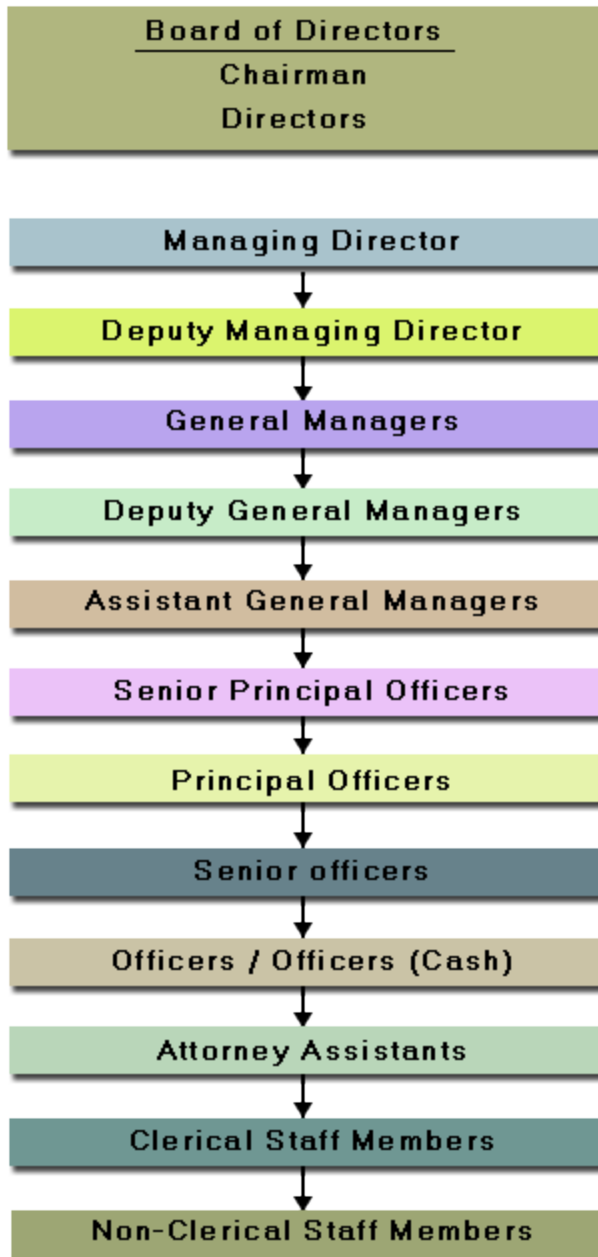 Board of Directors
Chairman
Directors
Managing Director
Deputy Managing Director
General Managers
Deputy General Managers
Assistant General Managers
Senior Principal Officers
Principal Officers
Senior officers
Officers / Officers (Cash)
Attorney Assistants
Clerical Staff Members
Non-Clerical Staff Members